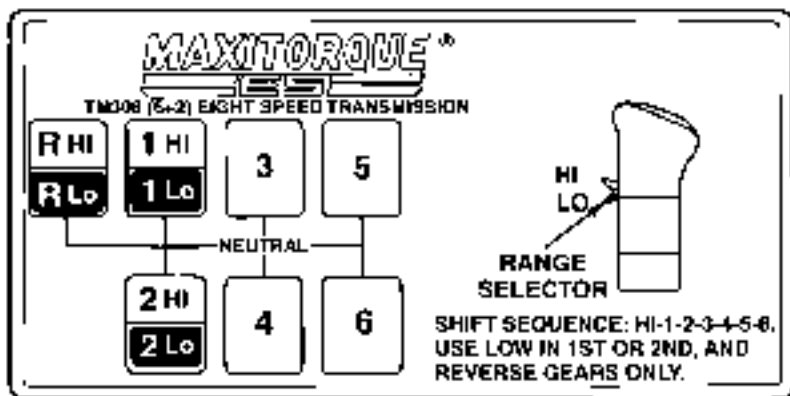 MAXITORQUE®
ES
TM308 (6+2) EIGHT SPEED TRANSMISSION
R HI
R Lo
1 HI
1 Lo
3
5
NEUTRAL
2 HI
2 Lo
4
6
HI
LO
RANGE
SELECTOR
SHIFT SEQUENCE: HI-1-2-3-4-5-6.
USE LOW IN 1ST OR 2ND, AND
REVERSE GEARS ONLY.